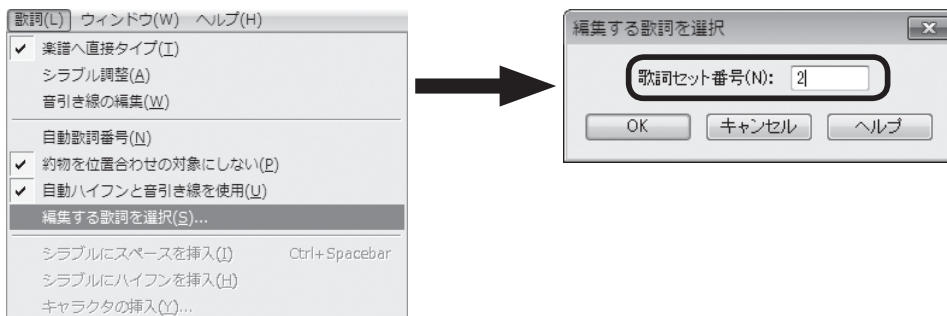 歌詞(L) ウィンドウ(W) ヘルプ(H)
楽譜へ直接タイプ(T)
シラブル調整(A)
音引き線の編集(W)
自動歌詞番号(N)
約物を位置合わせの対象にしない(P)
自動ハイフンと音引き線を使用(U)
編集する歌詞を選択(S)...
シラブルにスペースを挿入(I) Ctrl+Spacebar
シラブルにハイフンを挿入(H)
キャラクタの挿入(Y)...
編集する歌詞を選択
歌詞セット番号(N): 2
OK キャンセル ヘルプ